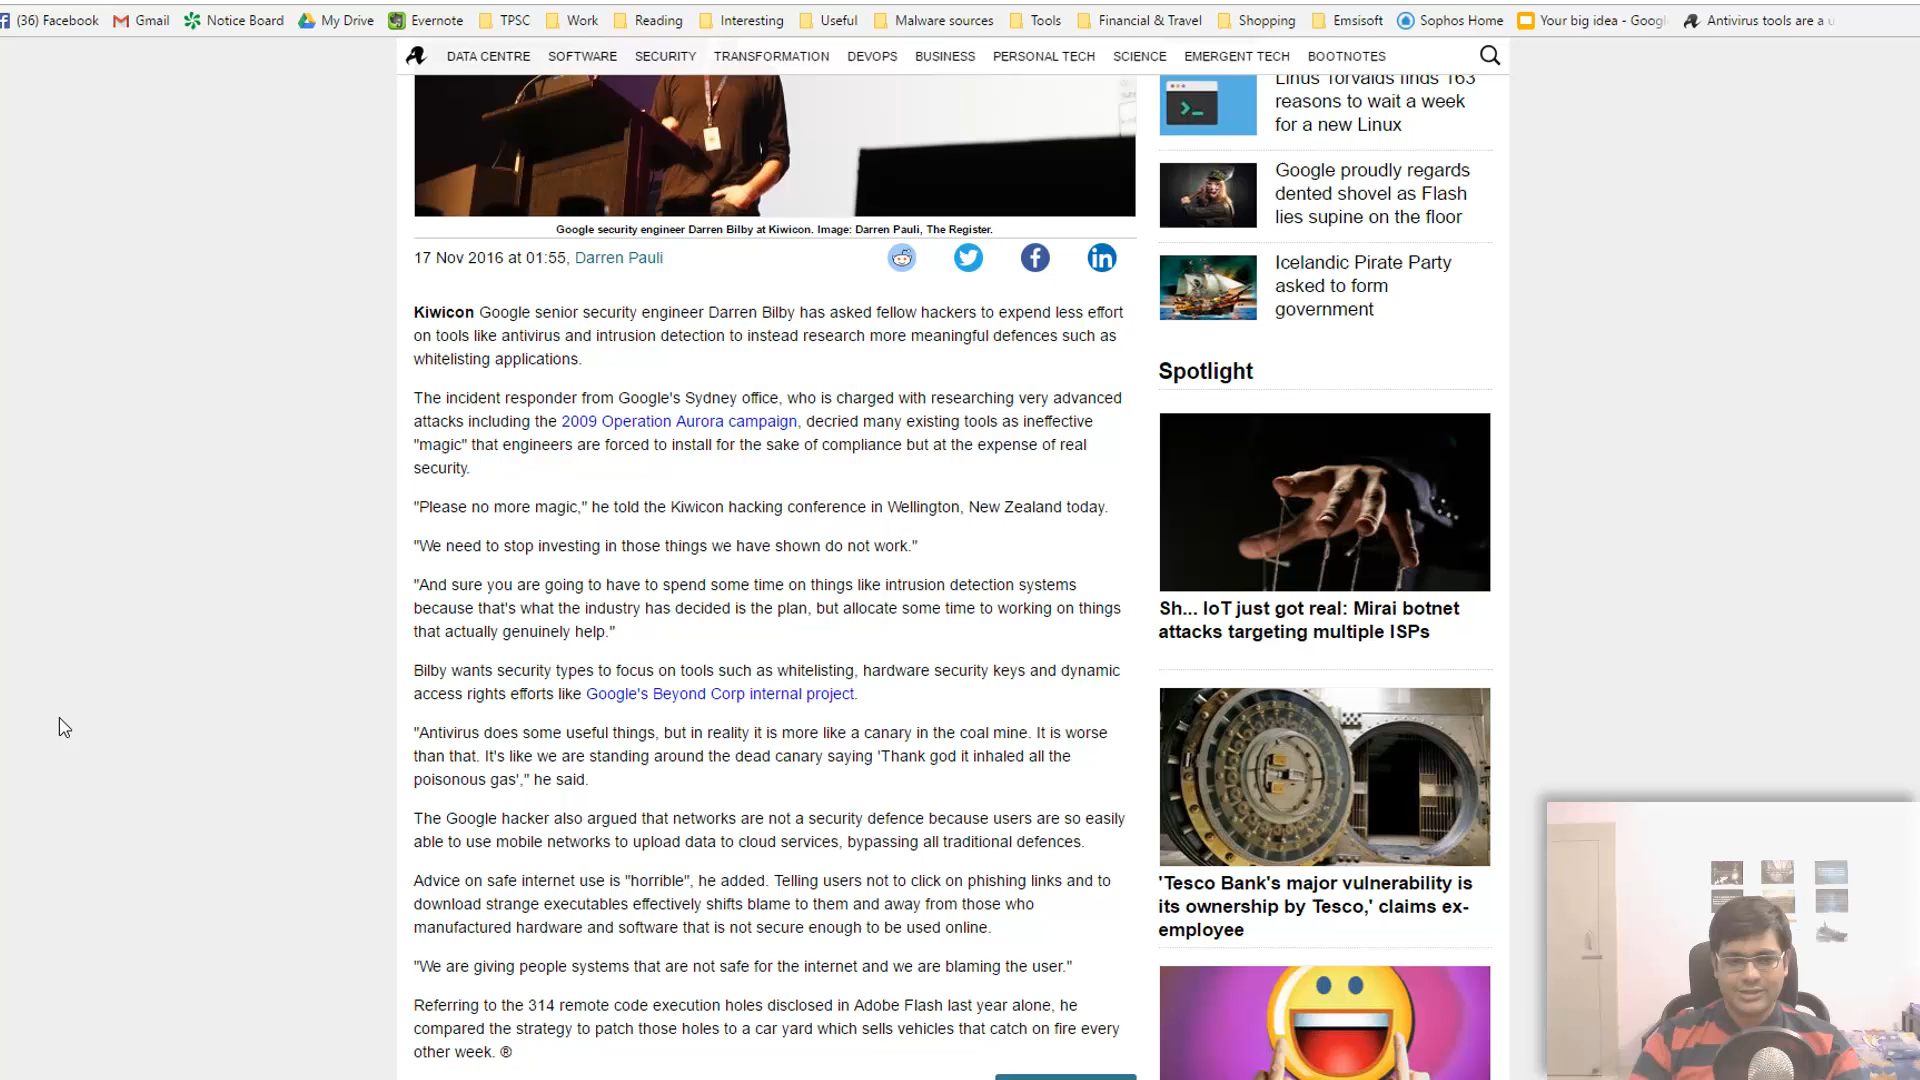 (36) Facebook Gmail Notice Board My Drive Evernote TPSC Work Reading Interesting Useful Malware sources Tools Financial & Travel Shopping Emsisoft Sophos Home Your big idea - Googl Antivirus tools are a u
DATA CENTRE SOFTWARE SECURITY TRANSFORMATION DEVOPS BUSINESS PERSONAL TECH SCIENCE EMERGENT TECH BOOTNOTES
Google security engineer Darren Bilby at Kiwicon. Image: Darren Pauli, The Register.
17 Nov 2016 at 01:55, Darren Pauli
Kiwicon Google senior security engineer Darren Bilby has asked fellow hackers to expend less effort
on tools like antivirus and intrusion detection to instead research more meaningful defences such as
whitelisting applications.
The incident responder from Google's Sydney office, who is charged with researching very advanced
attacks including the 2009 Operation Aurora campaign, decried many existing tools as ineffective
"magic" that engineers are forced to install for the sake of compliance but at the expense of real
security.
"Please no more magic," he told the Kiwicon hacking conference in Wellington, New Zealand today.
"We need to stop investing in those things we have shown do not work."
"And sure you are going to have to spend some time on things like intrusion detection systems
because that's what the industry has decided is the plan, but allocate some time to working on things
that actually genuinely help."
Bilby wants security types to focus on tools such as whitelisting, hardware security keys and dynamic
access rights efforts like Google's Beyond Corp internal project.
"Antivirus does some useful things, but in reality it is more like a canary in the coal mine. It is worse
than that. It's like we are standing around the dead canary saying 'Thank god it inhaled all the
poisonous gas'," he said.
The Google hacker also argued that networks are not a security defence because users are so easily
able to use mobile networks to upload data to cloud services, bypassing all traditional defences.
Advice on safe internet use is "horrible", he added. Telling users not to click on phishing links and to
download strange executables effectively shifts blame to them and away from those who
manufactured hardware and software that is not secure enough to be used online.
"We are giving people systems that are not safe for the internet and we are blaming the user."
Referring to the 314 remote code execution holes disclosed in Adobe Flash last year alone, he
compared the strategy to patch those holes to a car yard which sells vehicles that catch on fire every
other week. ®
Linus Torvalds finds 163
reasons to wait a week
for a new Linux
Google proudly regards
dented shovel as Flash
lies supine on the floor
Icelandic Pirate Party
asked to form
government
Spotlight
Sh... IoT just got real: Mirai botnet
attacks targeting multiple ISPs
'Tesco Bank's major vulnerability is
its ownership by Tesco,' claims ex-
employee